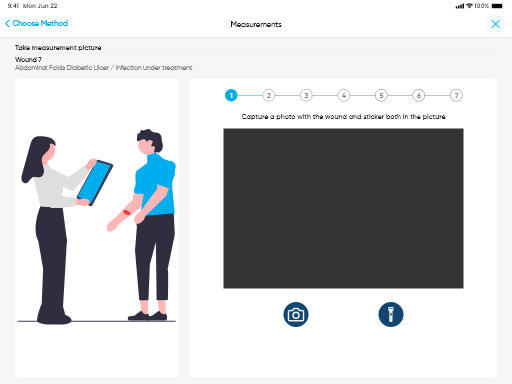 9:41 Mon Jun 22
100%
Choose Method
Measurements
Take measurement picture
Wound 7
Abdominal Folds Diabetic Ulcer / Infection under treatment
1 2 3 4 5 6 7
Capture a photo with the wound and sticker both in the picture